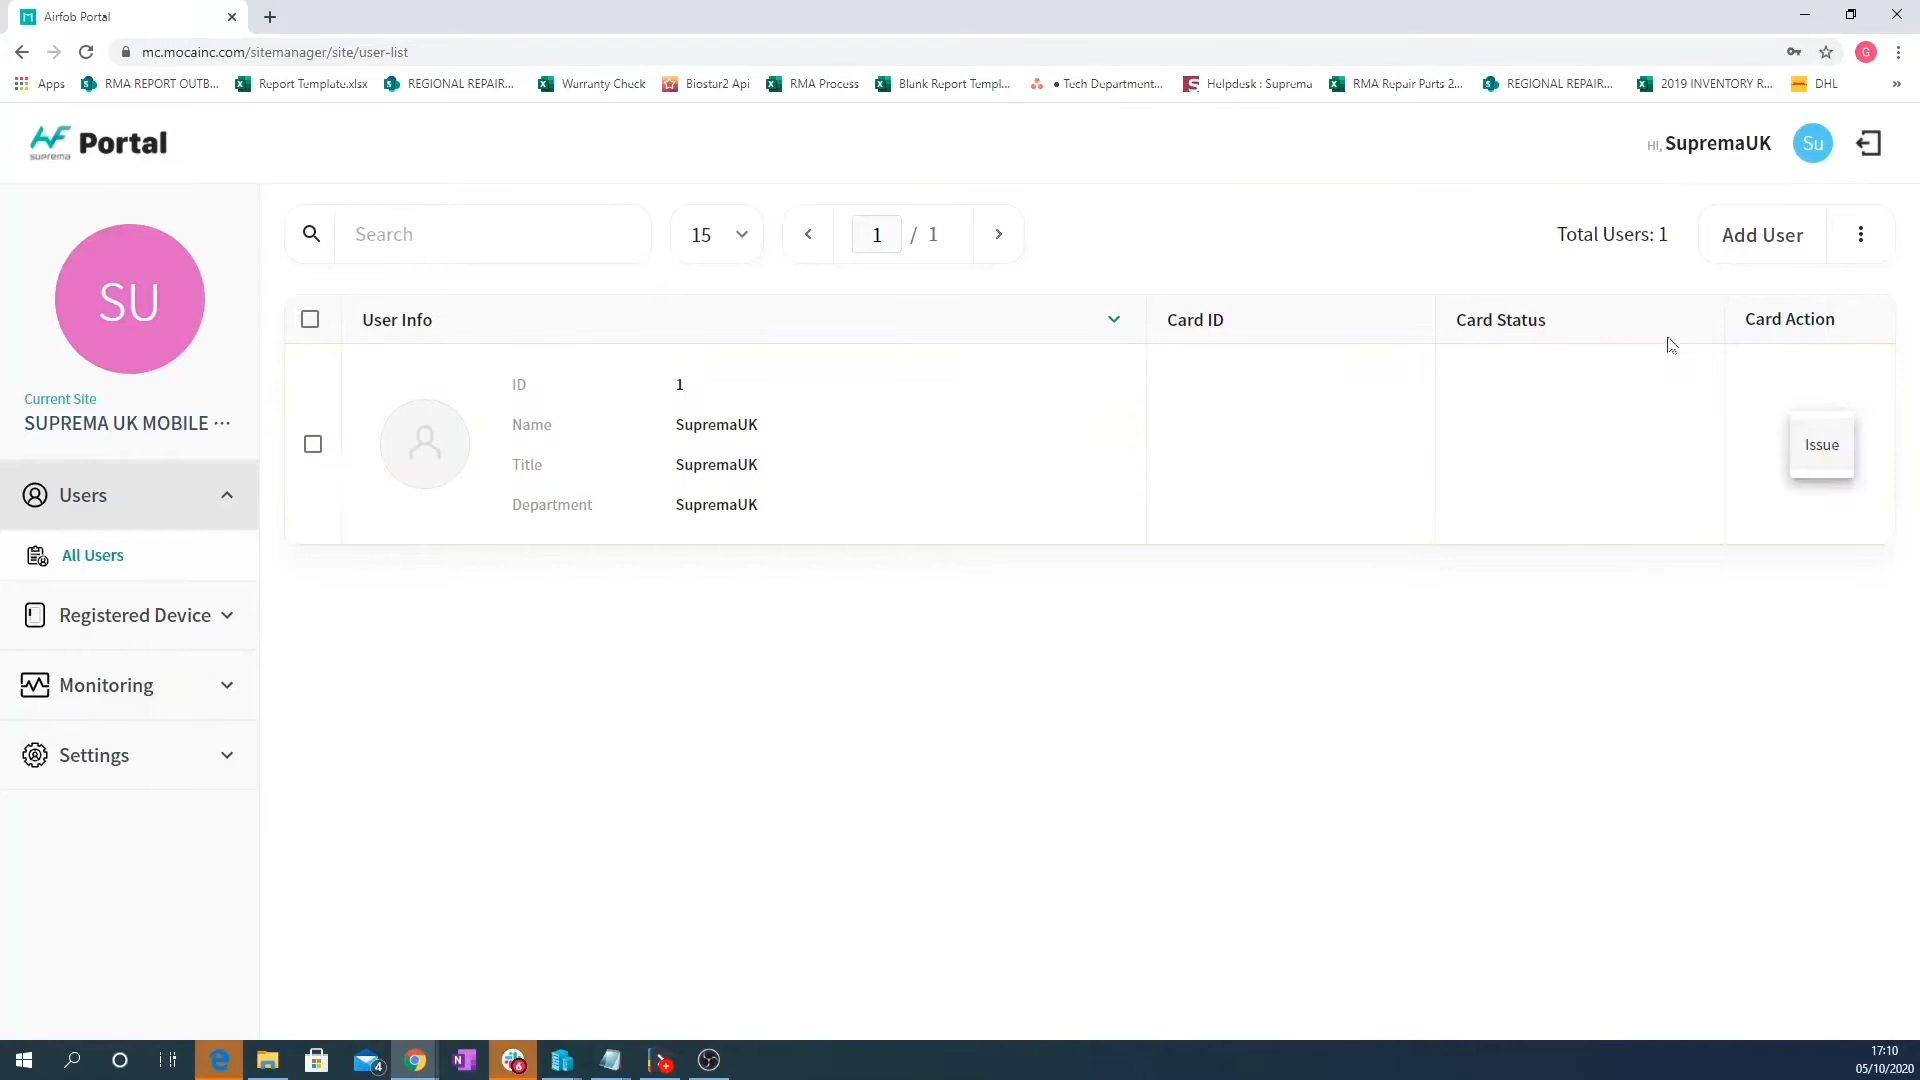 Airfob Portal
mc.mocainc.com/sitemanager/site/user-list
G
Apps RMA REPORT OUTB... Report Template.xlsx REGIONAL REPAIR... Warranty Check Biostar2 Api RMA Process Blank Report Templ... • Tech Department... Helpdesk : Suprema RMA Repair Parts 2... REGIONAL REPAIR... 2019 INVENTORY R... DHL »
suprema Portal
HI, SupremaUK Su
SU
Current Site
SUPREMA UK MOBILE ...
Users
All Users
Registered Device
Monitoring
Settings
Search 15 1 / 1 Total Users: 1 Add User
User Info Card ID Card Status Card Action
ID 1
Name SupremaUK
Title SupremaUK
Department SupremaUK
Issue
4
6
17:10
05/10/2020